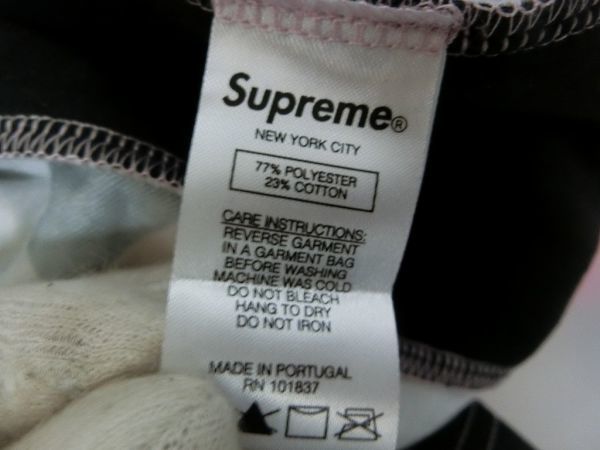 Supreme®
NEW YORK CITY
77% POLYESTER
23% COTTON
CARE INSTRUCTIONS:
REVERSE GARMENT
IN A GARMENT BAG
BEFORE WASHING
MACHINE WAS COLD
DO NOT BLEACH
HANG TO DRY
DO NOT IRON
MADE IN PORTUGAL
RN 101837